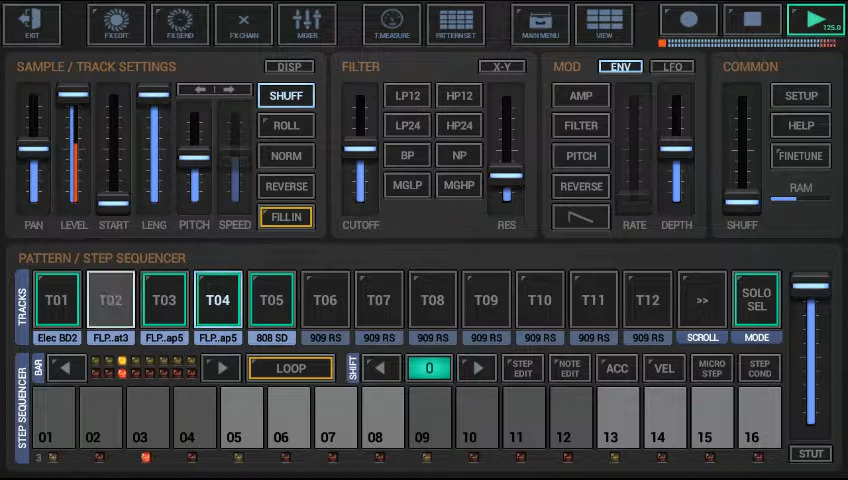 EXIT
FX EDIT
FX SEND
FX CHAIN
MIXER
T.MEASURE
PATTERN SET
MAIN MENU
VIEW
125.0
SAMPLE / TRACK SETTINGS
DISP
SHUFF
ROLL
NORM
REVERSE
FILL IN
PAN
LEVEL
START
LENG
PITCH
SPEED
FILTER
X-Y
LP12
HP12
LP24
HP24
BP
NP
MGLP
MGHP
CUTOFF
RES
MOD
ENV
LFO
AMP
FILTER
PITCH
REVERSE
RATE
DEPTH
COMMON
SETUP
HELP
FINETUNE
RAM
SHUFF
PATTERN / STEP SEQUENCER
TRACKS
T01
T02
T03
T04
T05
T06
T07
T08
T09
T10
T11
T12
>>
SOLO
SEL
Elec BD2
FLP..at3
FLP..ap5
FLP..ap5
808 SD
909 RS
909 RS
909 RS
909 RS
909 RS
909 RS
909 RS
SCROLL
MODE
BAR
LOOP
SHIFT
0
STEP
EDIT
NOTE
EDIT
ACC
VEL
MICRO
STEP
STEP
COND
STEP SEQUENCER
01
02
03
04
05
06
07
08
09
10
11
12
13
14
15
16
3
STUT